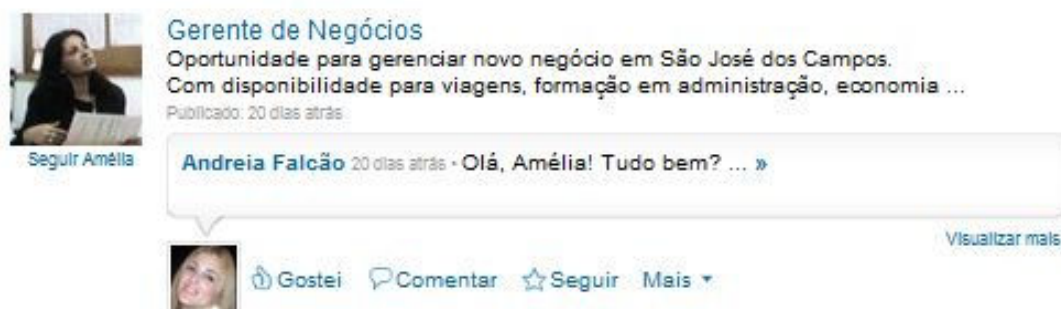 Gerente de Negócios
Oportunidade para gerenciar novo negócio em São José dos Campos.
Com disponibilidade para viagens, formação em administração, economia ...
Publicado: 20 dias atrás
Seguir Amélia
Andreia Falcão 20 dias atrás • Olá, Amélia! Tudo bem? ... »
Visualizar mais
Gostei Comentar Seguir Mais